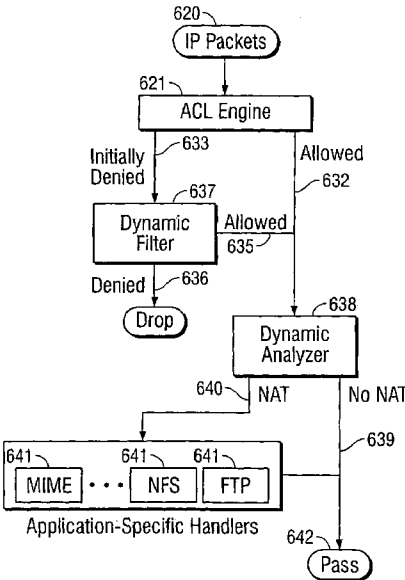 620
IP Packets
621
ACL Engine
633
Initially
Denied
Allowed
632
637
Dynamic
Filter
Allowed
635
Denied
636
Drop
638
Dynamic
Analyzer
640
NAT
No NAT
639
641
641
641
MIME
• • •
NFS
FTP
Application-Specific Handlers
642
Pass